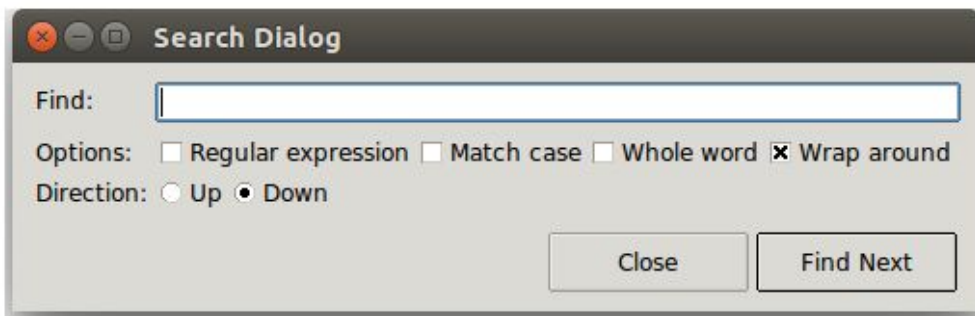 Search Dialog
Find:
Options: Regular expression Match case Whole word Wrap around
Direction: Up Down
Close Find Next